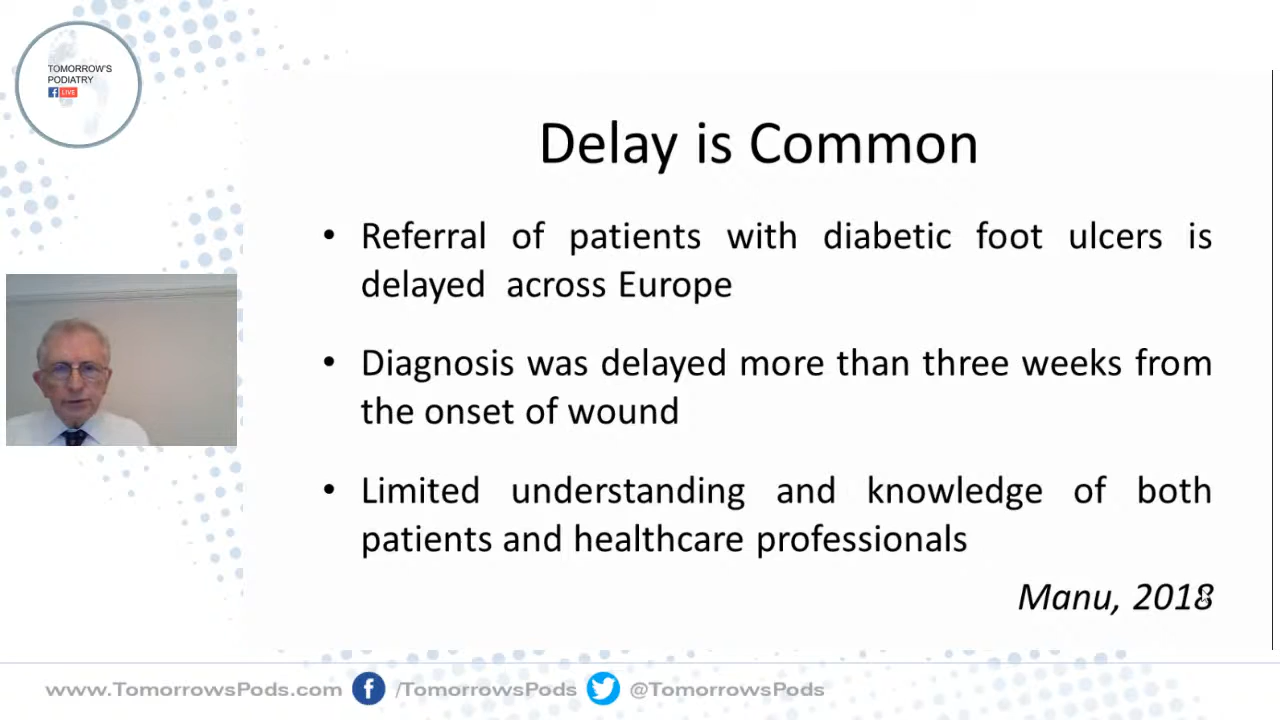 TOMORROW'S
PODIATRY
LIVE
Delay is Common
• Referral of patients with diabetic foot ulcers is
delayed across Europe
• Diagnosis was delayed more than three weeks from
the onset of wound
• Limited understanding and knowledge of both
patients and healthcare professionals
Manu, 2018
www.TomorrowsPods.com /TomorrowsPods @TomorrowsPods